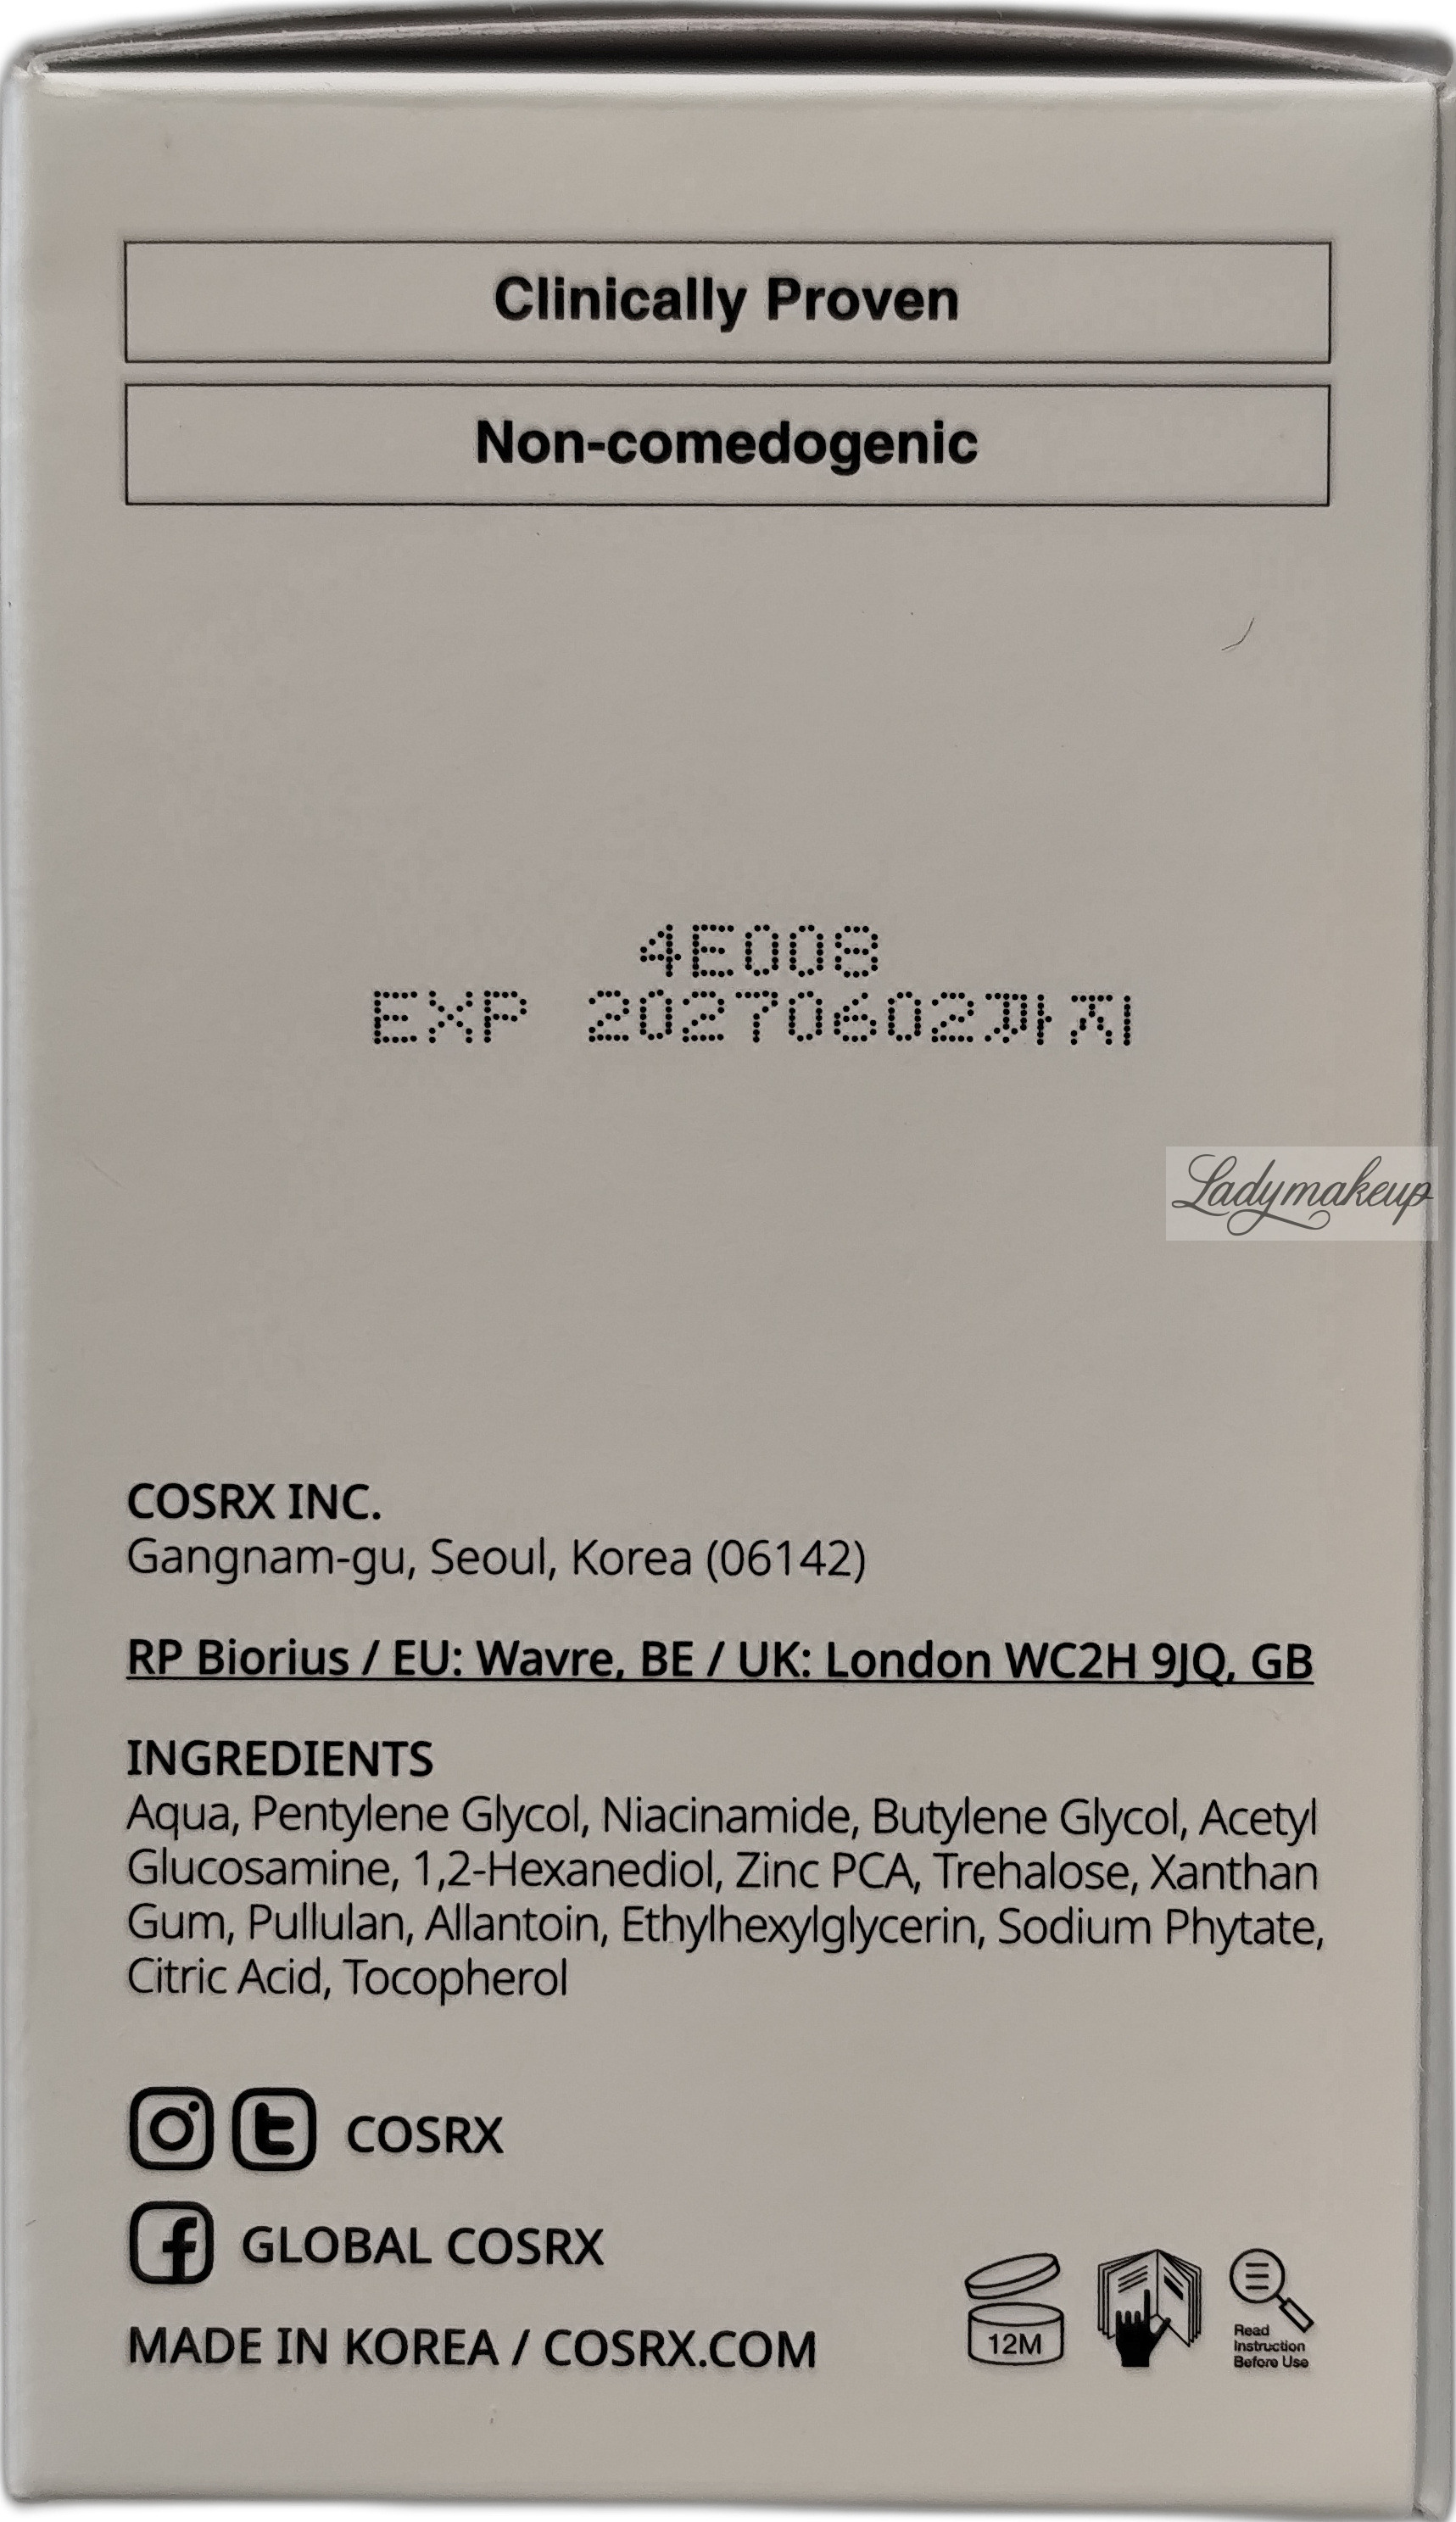 Clinically Proven
Non-comedogenic
4E008
EXP 20270602까지
Ladymakeup
COSRX INC.
Gangnam-gu, Seoul, Korea (06142)
RP Biorius / EU: Wavre, BE / UK: London WC2H 9JQ, GB
INGREDIENTS
Aqua, Pentylene Glycol, Niacinamide, Butylene Glycol, Acetyl
Glucosamine, 1,2-Hexanediol, Zinc PCA, Trehalose, Xanthan
Gum, Pullulan, Allantoin, Ethylhexylglycerin, Sodium Phytate,
Citric Acid, Tocopherol
COSRX
GLOBAL COSRX
MADE IN KOREA / COSRX.COM
12M
Read
Instruction
Before Use